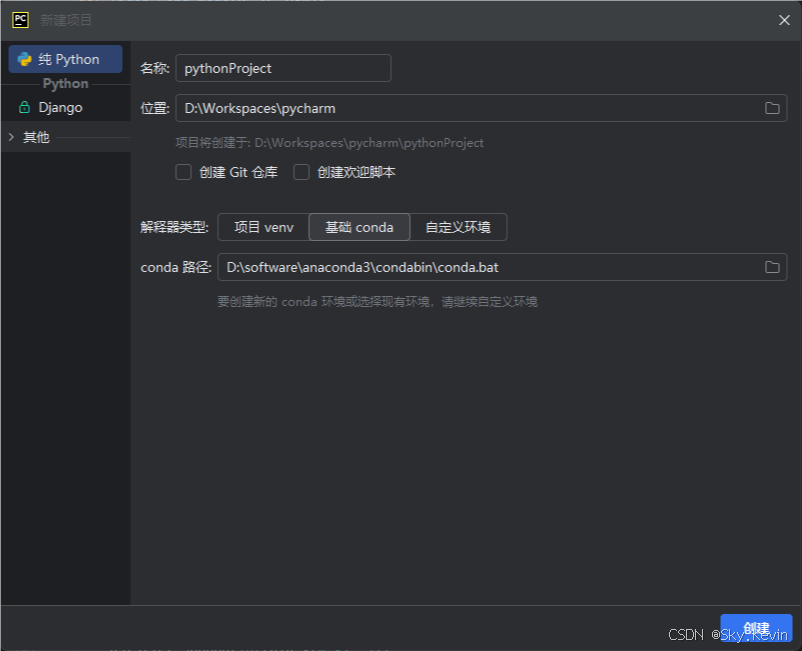 PC 新建项目
纯 Python
Python
Django
其他
名称: pythonProject
位置: D:\Workspaces\pycharm
项目将创建于: D:\Workspaces\pycharm\pythonProject
创建 Git 仓库 创建欢迎脚本
解释器类型: 项目 venv 基础 conda 自定义环境
conda 路径: D:\software\anaconda3\condabin\conda.bat
要创建新的 conda 环境或选择现有环境，请继续自定义环境
创建
CSDN @Sky_Kevin